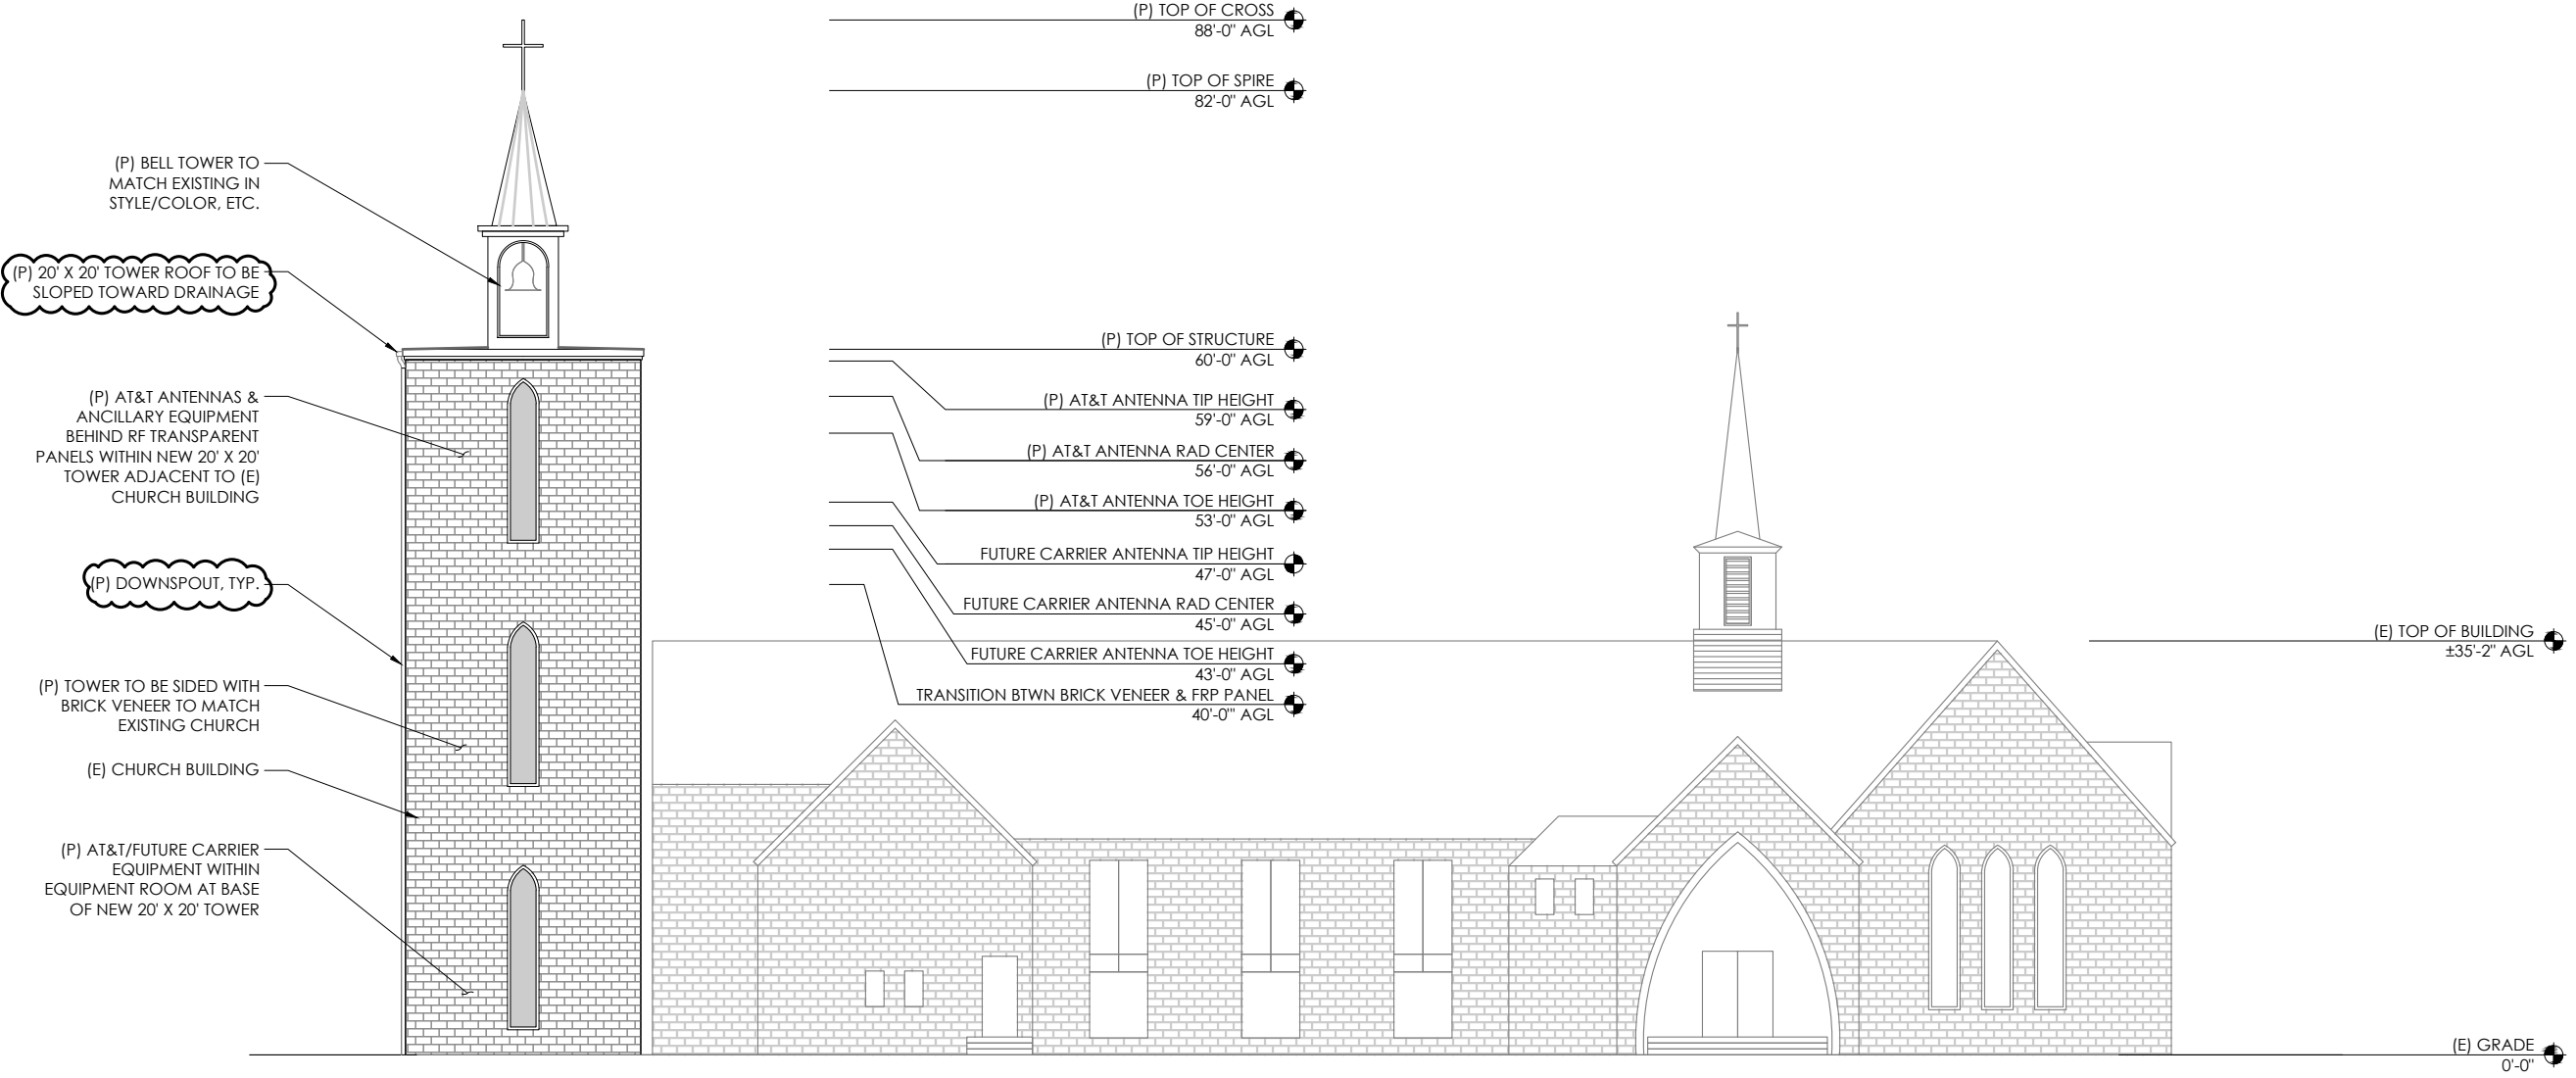 (P) TOP OF CROSS
88'-0" AGL
(P) TOP OF SPIRE
82'-0" AGL
(P) BELL TOWER TO
MATCH EXISTING IN
STYLE/COLOR, ETC.
(P) 20' X 20' TOWER ROOF TO BE
SLOPED TOWARD DRAINAGE
(P) AT&T ANTENNAS &
ANCILLARY EQUIPMENT
BEHIND RF TRANSPARENT
PANELS WITHIN NEW 20' X 20'
TOWER ADJACENT TO (E)
CHURCH BUILDING
(P) DOWNSPOUT, TYP.
(P) TOWER TO BE SIDED WITH
BRICK VENEER TO MATCH
EXISTING CHURCH
(E) CHURCH BUILDING
(P) AT&T/FUTURE CARRIER
EQUIPMENT WITHIN
EQUIPMENT ROOM AT BASE
OF NEW 20' X 20' TOWER
(P) TOP OF STRUCTURE
60'-0" AGL
(P) AT&T ANTENNA TIP HEIGHT
59'-0" AGL
(P) AT&T ANTENNA RAD CENTER
56'-0" AGL
(P) AT&T ANTENNA TOE HEIGHT
53'-0" AGL
FUTURE CARRIER ANTENNA TIP HEIGHT
47'-0" AGL
FUTURE CARRIER ANTENNA RAD CENTER
45'-0" AGL
FUTURE CARRIER ANTENNA TOE HEIGHT
43'-0" AGL
TRANSITION BTWN BRICK VENEER & FRP PANEL
40'-0'" AGL
(E) TOP OF BUILDING
±35'-2" AGL
(E) GRADE
0'-0"